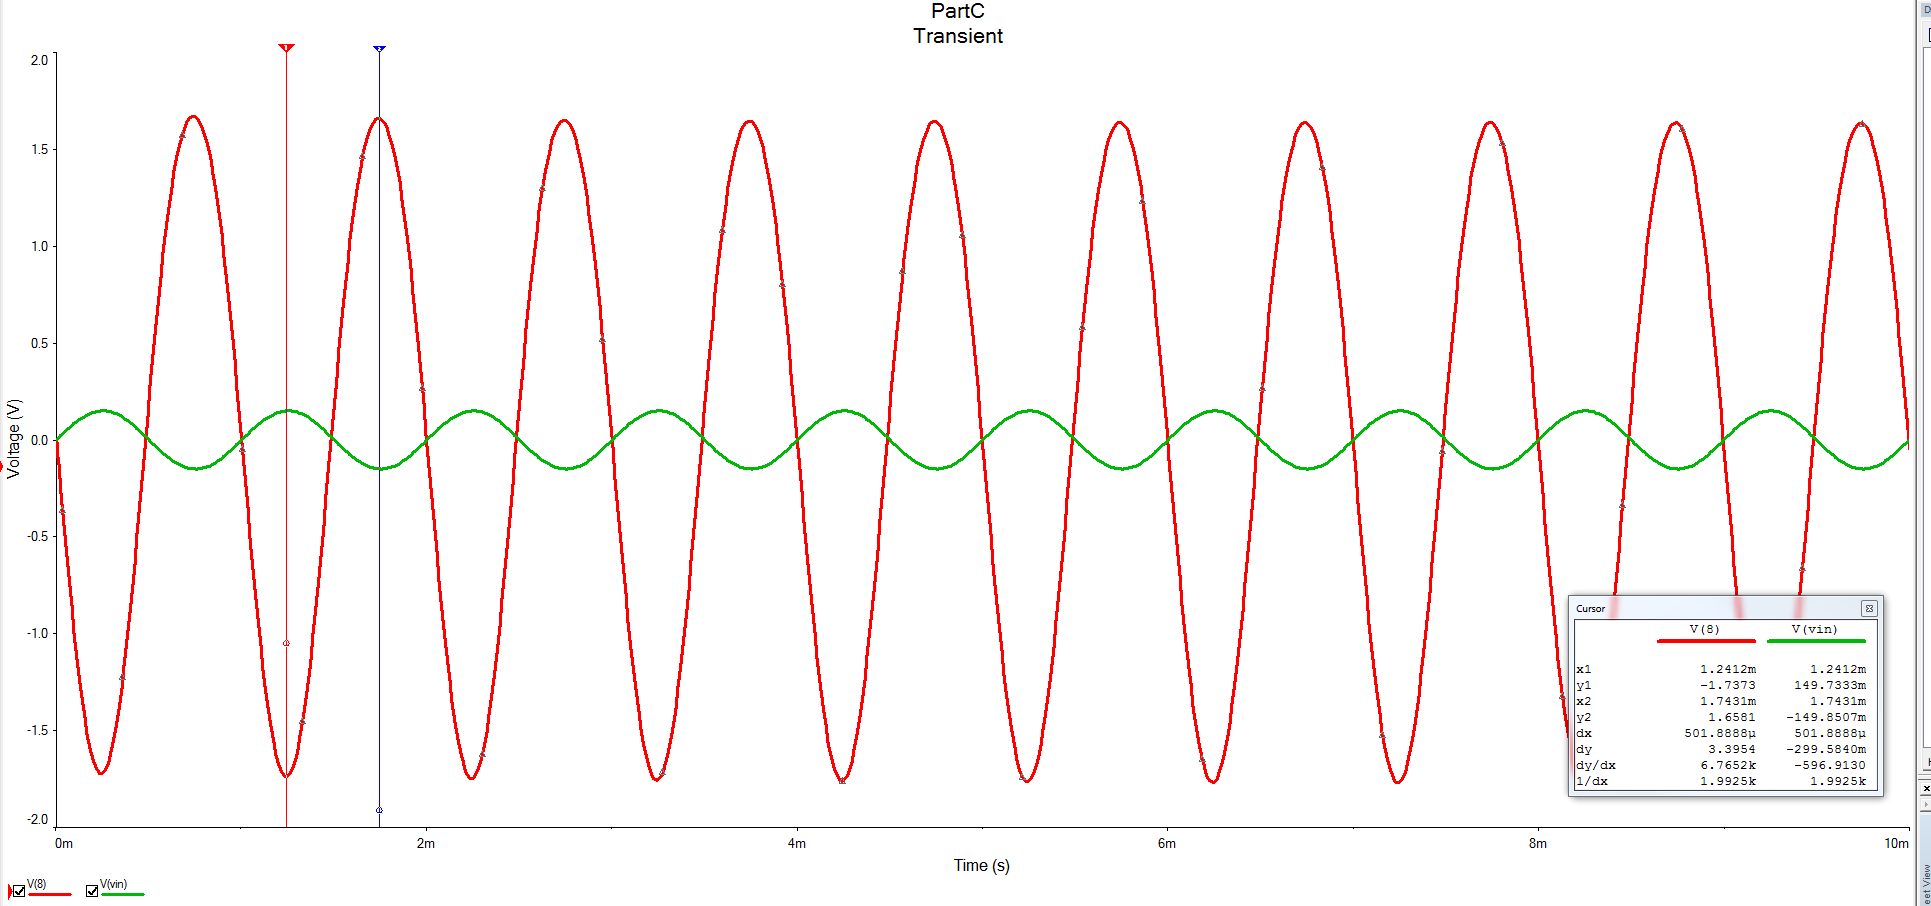 PartC
Transient
2.0
1.5
1.0
0.5
0.0
-0.5
-1.0
-1.5
-2.0
Voltage (V)
0m 2m 4m 6m 8m 10m
Time (s)
V(8) V(vin)
Cursor
V(8) V(vin)
x1 1.2412m 1.2412m
y1 -1.7373 149.7333m
x2 1.7431m 1.7431m
y2 1.6581 -149.8507m
dx 501.8888µ 501.8888µ
dy 3.3954 -299.5840m
dy/dx 6.7652k -596.9130
1/dx 1.9925k 1.9925k
eet View